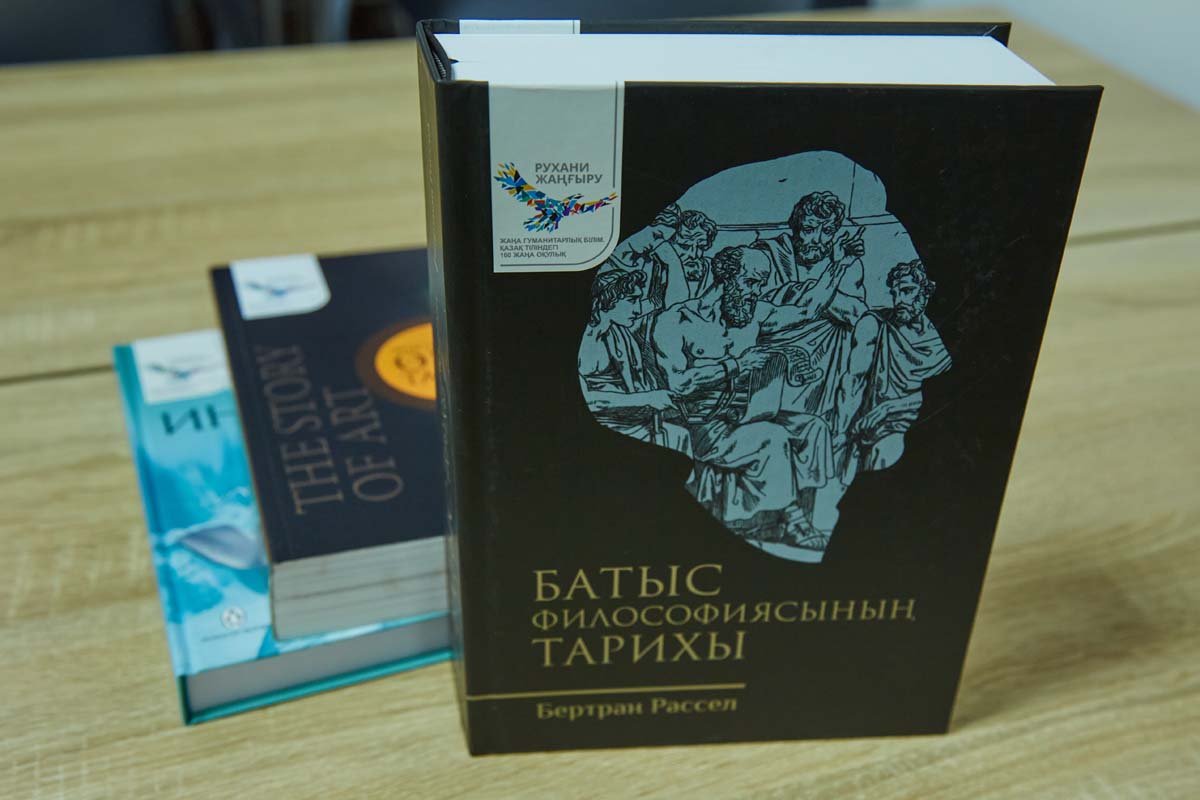 РУХАНИ
ЖАҢҒЫРУ
ЖАҢА ГУМАНИТАРЛЫҚ БІЛІМ.
ҚАЗАҚ ТІЛІНДЕГІ
100 ЖАҢА ОҚУЛЫҚ
БАТЫС
ФИЛОСОФИЯСЫНЫҢ
ТАРИХЫ
Бертран Рассел
THE STORY
OF ART